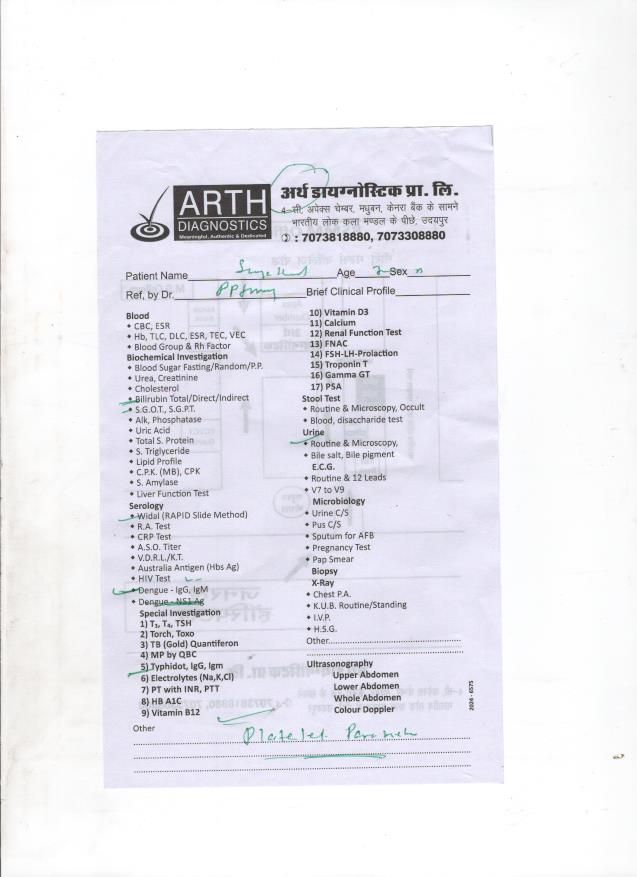 ARTH
DIAGNOSTICS
Meaningful, Authentic & Dedicated
अर्थ डायग्नोस्टिक प्रा. लि.
4-सी, अपेक्स चेम्बर, मधुबन, केनरा बैंक के सामने
भारतीय लोक कला मण्डल के पीछे, उदयपुर
✆ : 7073818880, 7073308880
Patient Name Age Sex
Ref, by Dr. Brief Clinical Profile
Blood
• CBC, ESR
• Hb, TLC, DLC, ESR, TEC, VEC
• Blood Group & Rh Factor
Biochemical Investigation
• Blood Sugar Fasting/Random/P.P.
• Urea, Creatinine
• Cholesterol
• Bilirubin Total/Direct/Indirect
• S.G.O.T., S.G.P.T.
• Alk, Phosphatase
• Uric Acid
• Total S. Protein
• S. Triglyceride
• Lipid Profile
• C.P.K. (MB), CPK
• S. Amylase
• Liver Function Test
Serology
• Widal (RAPID Slide Method)
• R.A. Test
• CRP Test
• A.S.O. Titer
• V.D.R.L./K.T.
• Australia Antigen (Hbs Ag)
• HIV Test
• Dengue - IgG, IgM
• Dengue - NS1 Ag
Special Investigation
1) T₃, T₄, TSH
2) Torch, Toxo
3) TB (Gold) Quantiferon
4) MP by QBC
5) Typhidot, IgG, Igm
6) Electrolytes (Na,K,Cl)
7) PT with INR, PTT
8) HB A1C
9) Vitamin B12
10) Vitamin D3
11) Calcium
12) Renal Function Test
13) FNAC
14) FSH-LH-Prolaction
15) Troponin T
16) Gamma GT
17) PSA
Stool Test
• Routine & Microscopy, Occult
• Blood, disaccharide test
Urine
• Routine & Microscopy,
• Bile salt, Bile pigment
E.C.G.
• Routine & 12 Leads
• V7 to V9
Microbiology
• Urine C/S
• Pus C/S
• Sputum for AFB
• Pregnancy Test
• Pap Smear
Biopsy
X-Ray
• Chest P.A.
• K.U.B. Routine/Standing
• I.V.P.
• H.S.G.
Other
Ultrasonography
Upper Abdomen
Lower Abdomen
Whole Abdomen
Colour Doppler
2024 - 6575
Other
Platelet